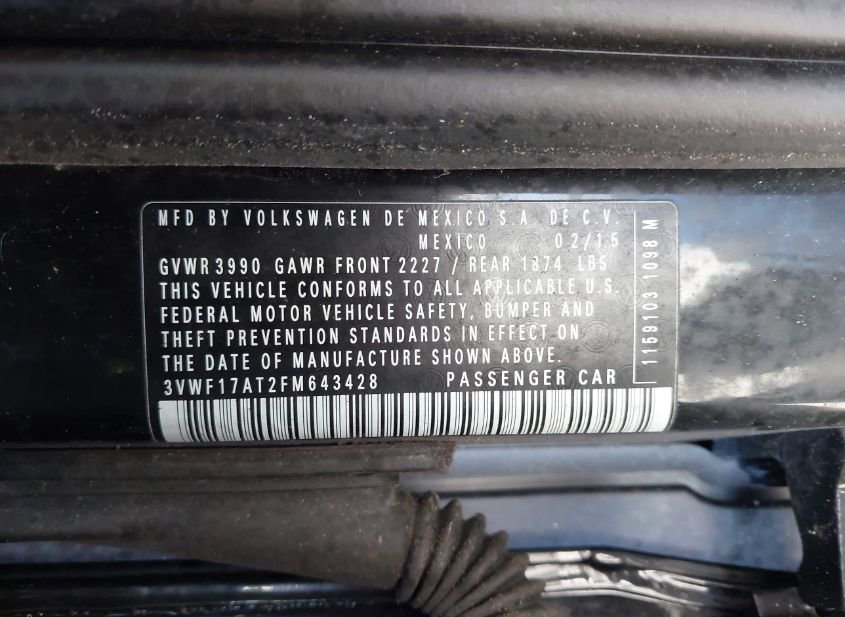 MFD BY VOLKSWAGEN DE MEXICO S.A. DE C.V.
MEXICO 02/15
GVWR 3990 GAWR FRONT 2227 / REAR 1874 LBS
THIS VEHICLE CONFORMS TO ALL APPLICABLE U.S.
FEDERAL MOTOR VEHICLE SAFETY, BUMPER AND
THEFT PREVENTION STANDARDS IN EFFECT ON
THE DATE OF MANUFACTURE SHOWN ABOVE.
3VWF17AT2FM643428 PASSENGER CAR
1159103 1098 M